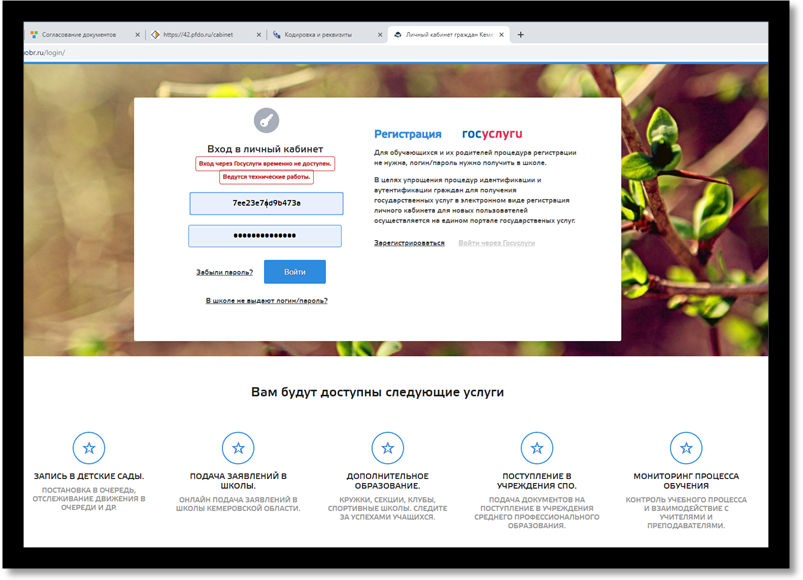 Согласование документов
https://42.pfdo.ru/cabinet
Кодировка и реквизиты
Личный кабинет граждан Кем
obr.ru/login/
Вход в личный кабинет
Вход через Госуслуги временно не доступен.
Ведутся технические работы.
7ee23e7ad9b473a
••••••••••••••
Забыли пароль?
Войти
В школе не выдают логин/пароль?
Регистрация
госуслуги
Для обучающихся и их родителей процедура регистрации
не нужна, логин/пароль нужно получить в школе.
В целях упрощения процедур идентификации и
аутентификации граждан для получения
государственных услуг в электронном виде регистрация
личного кабинета для новых пользователей
осуществляется на едином портале государственых услуг.
Зарегистрироваться
Войти через Госуслуги
Вам будут доступны следующие услуги
ЗАПИСЬ В ДЕТСКИЕ САДЫ.
ПОСТАНОВКА В ОЧЕРЕДЬ,
ОТСЛЕЖИВАНИЕ ДВИЖЕНИЯ В
ОЧЕРЕДИ И ДР.
ПОДАЧА ЗАЯВЛЕНИЙ В
ШКОЛЫ.
ОНЛАЙН ПОДАЧА ЗАЯВЛЕНИЙ В
ШКОЛЫ КЕМЕРОВСКОЙ ОБЛАСТИ.
ДОПОЛНИТЕЛЬНОЕ
ОБРАЗОВАНИЕ.
КРУЖКИ, СЕКЦИИ, КЛУБЫ,
СПОРТИВНЫЕ ШКОЛЫ. СЛЕДИТЕ
ЗА УСПЕХАМИ УЧАЩИХСЯ.
ПОСТУПЛЕНИЕ В
УЧРЕЖДЕНИЯ СПО.
ПОДАЧА ДОКУМЕНТОВ НА
ПОСТУПЛЕНИЕ В УЧРЕЖДЕНИЯ
СРЕДНЕГО ПРОФЕССИОНАЛЬНОГО
ОБРАЗОВАНИЯ.
МОНИТОРИНГ ПРОЦЕССА
ОБУЧЕНИЯ
КОНТРОЛЬ УЧЕБНОГО ПРОЦЕССА
И ВЗАИМОДЕЙСТВИЕ С
УЧИТЕЛЯМИ И
ПРЕПОДАВАТЕЛЯМИ.